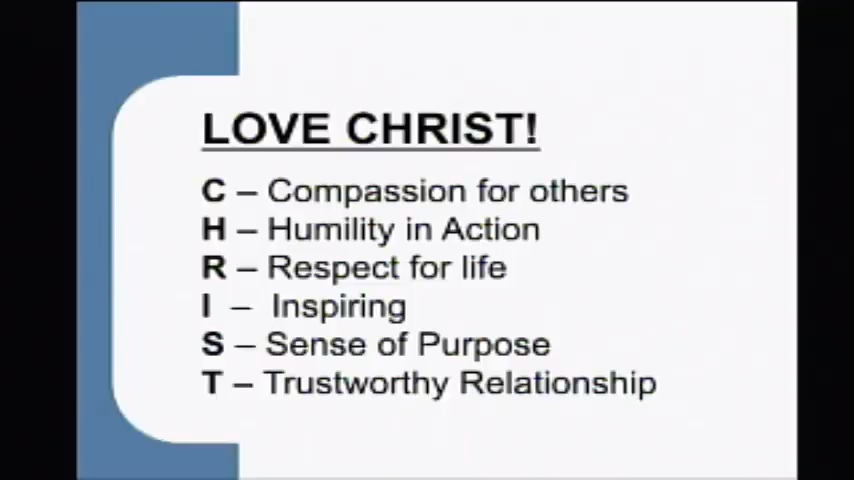 LOVE CHRIST!
C – Compassion for others
H – Humility in Action
R – Respect for life
I – Inspiring
S – Sense of Purpose
T – Trustworthy Relationship